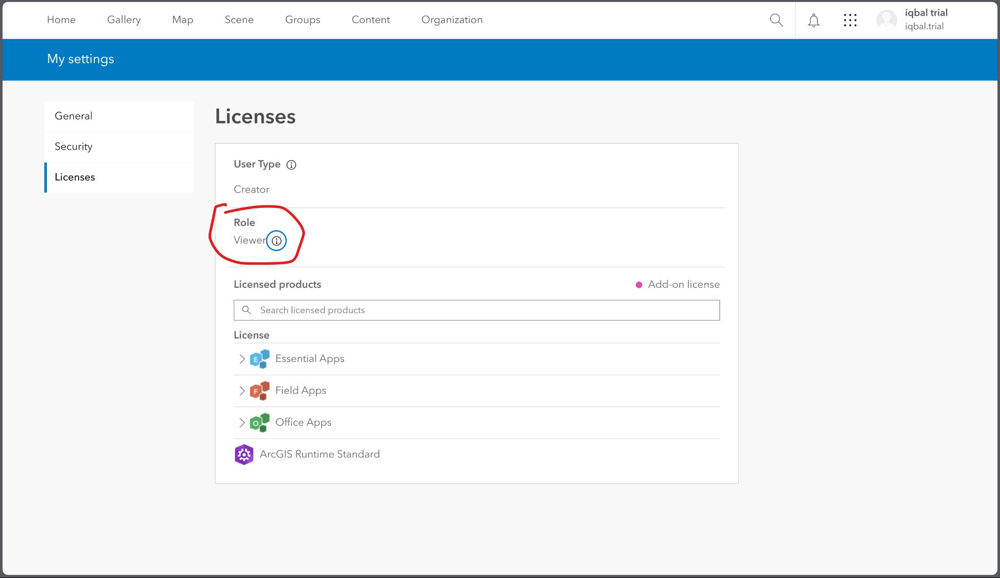 Home Gallery Map Scene Groups Content Organization
iqbal trial
iqbal.trial
My settings
General
Security
Licenses
Licenses
User Type
Creator
Role
Viewer
Licensed products
Add-on license
Search licensed products
License
E Essential Apps
F Field Apps
O Office Apps
ArcGIS Runtime Standard